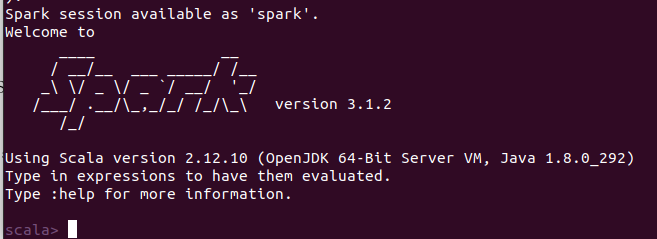 ).
Spark session available as 'spark'.
Welcome to
      ____              __
     / __/__  ___ _____/ /__
    _\ \/ _ \/ _ `/ __/  '_/
   /___/ .__/\_,_/_/ /_/\_\   version 3.1.2
      /_/
Using Scala version 2.12.10 (OpenJDK 64-Bit Server VM, Java 1.8.0_292)
Type in expressions to have them evaluated.
Type :help for more information.
scala>